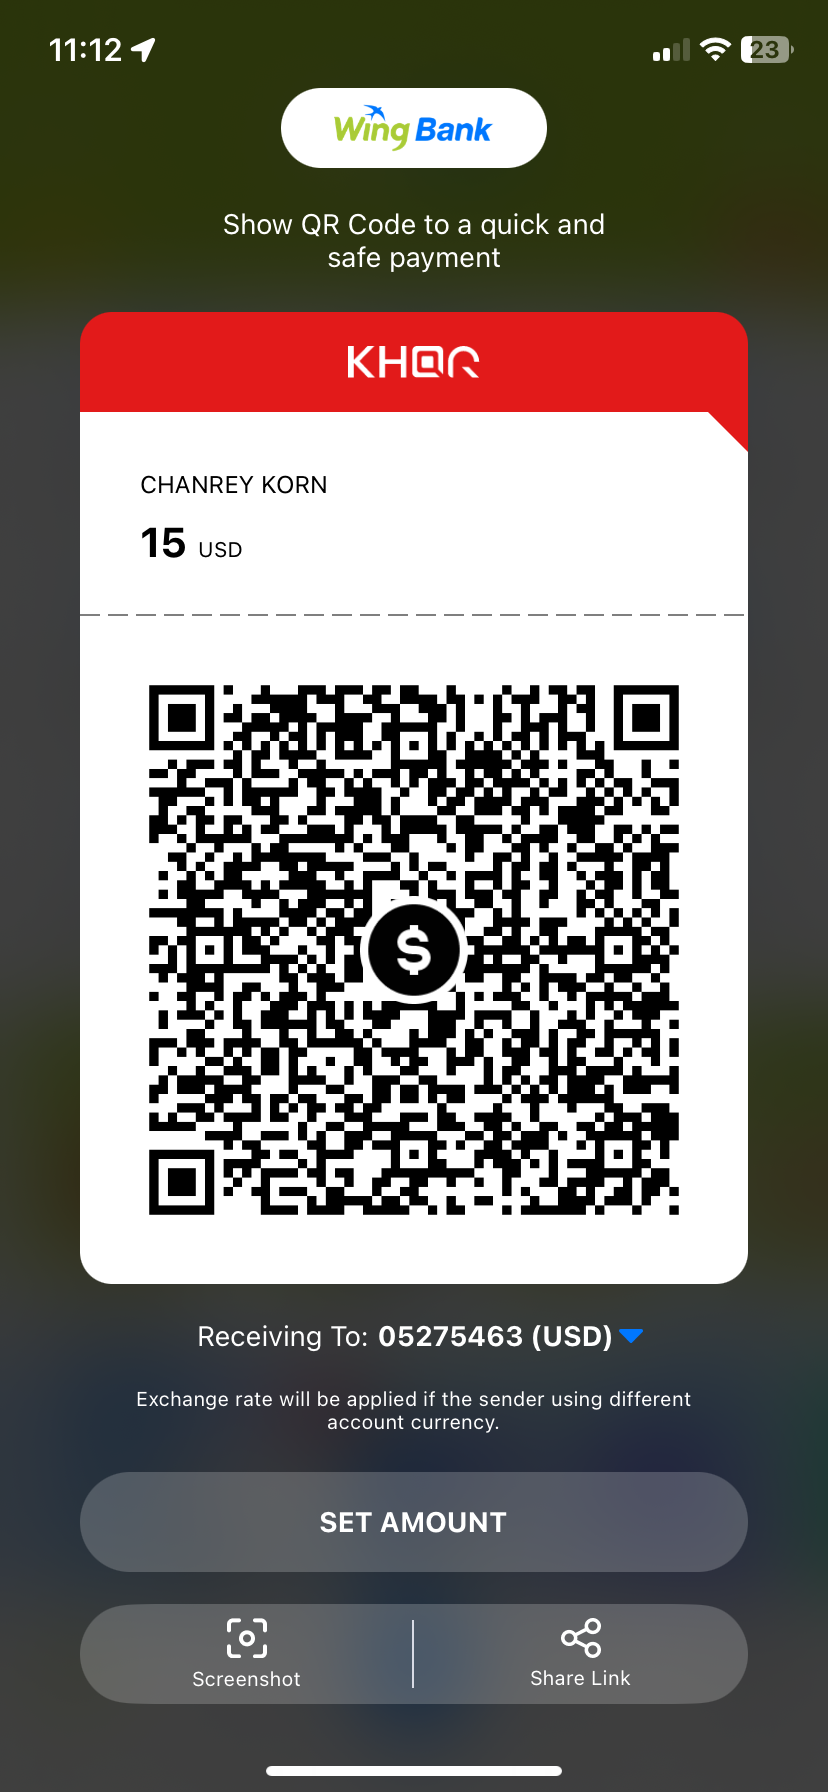 11:12
23
Wing Bank
Show QR Code to a quick and
safe payment
KHQR
CHANREY KORN
15 USD
$
Receiving To: 05275463 (USD)
Exchange rate will be applied if the sender using different
account currency.
SET AMOUNT
Screenshot
Share Link